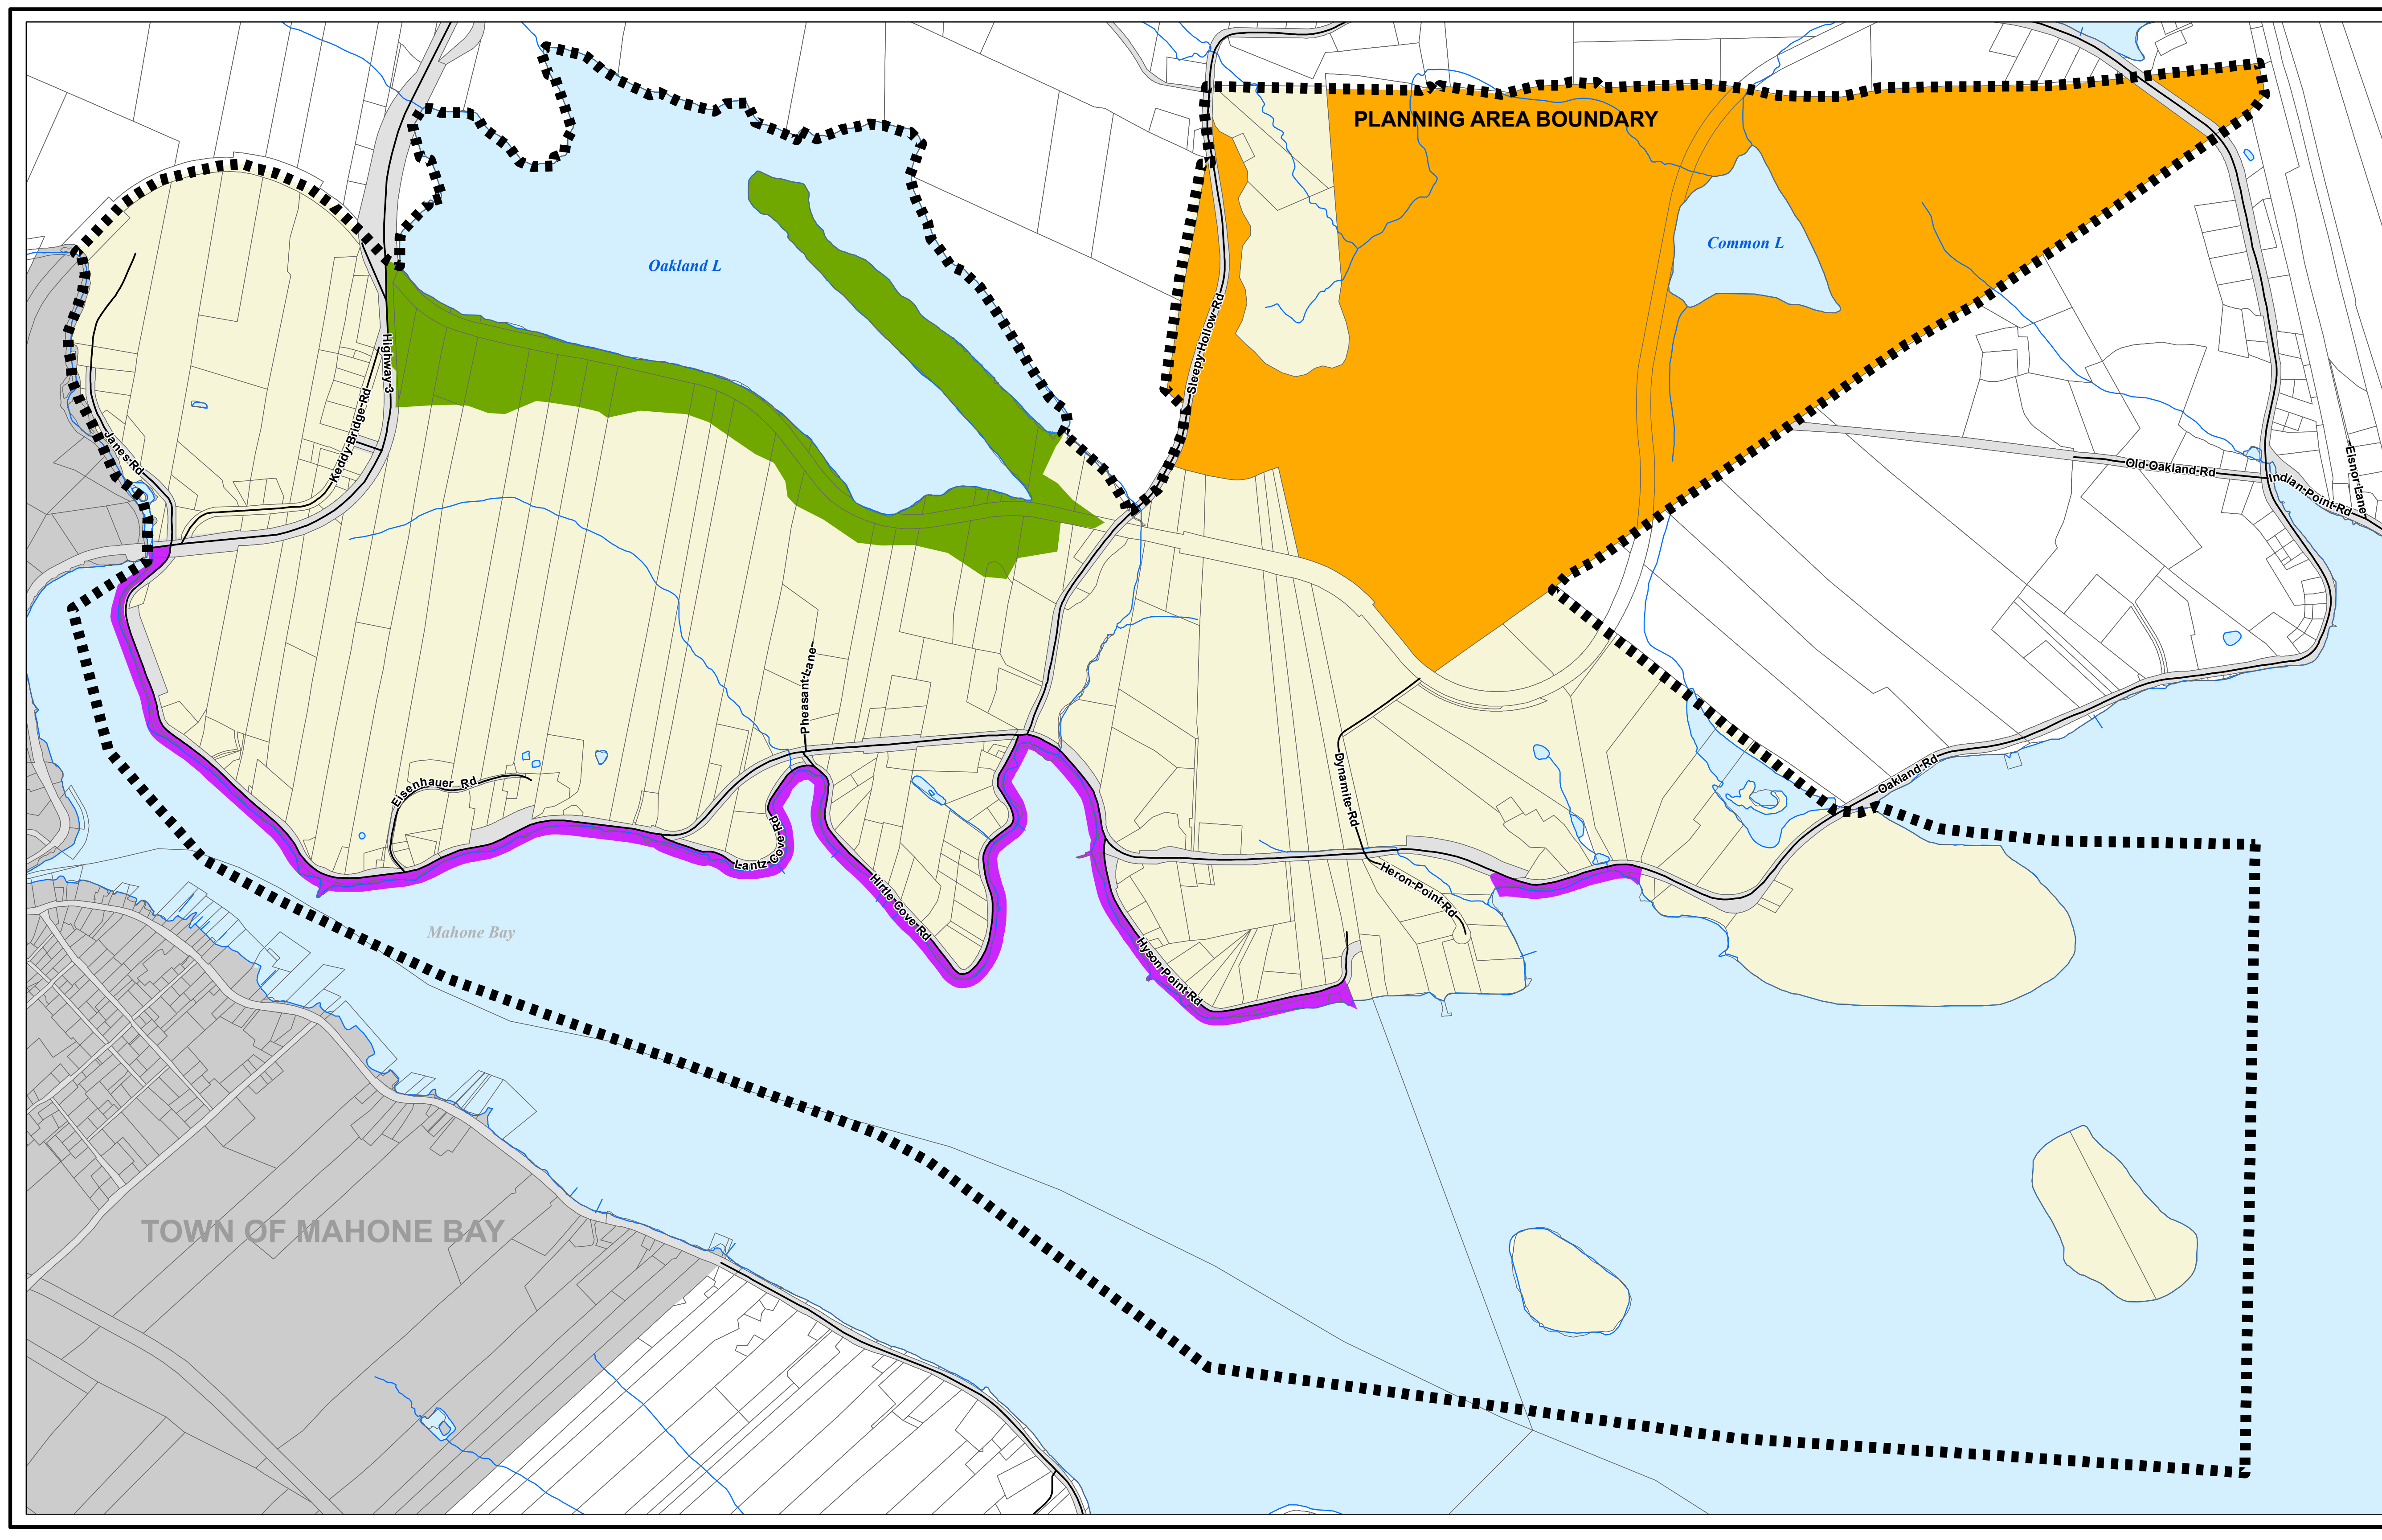 PLANNING AREA BOUNDARY
Common L
Oakland L
Sleepy-Hollow-Rd
Highway-3
Keddy-Bridge-Rd
Janes-Rd
Old-Oakland-Rd
Indian-Point-Rd
Eisnor-Lane
Pheasant-Lane
Dynamite-Rd
Oakland-Rd
Eisenhauer Rd
Lantz Cove Rd
Hirtle-Cove-Rd
Heron-Point-Rd
Hyson-Point-Rd
Mahone Bay
TOWN OF MAHONE BAY